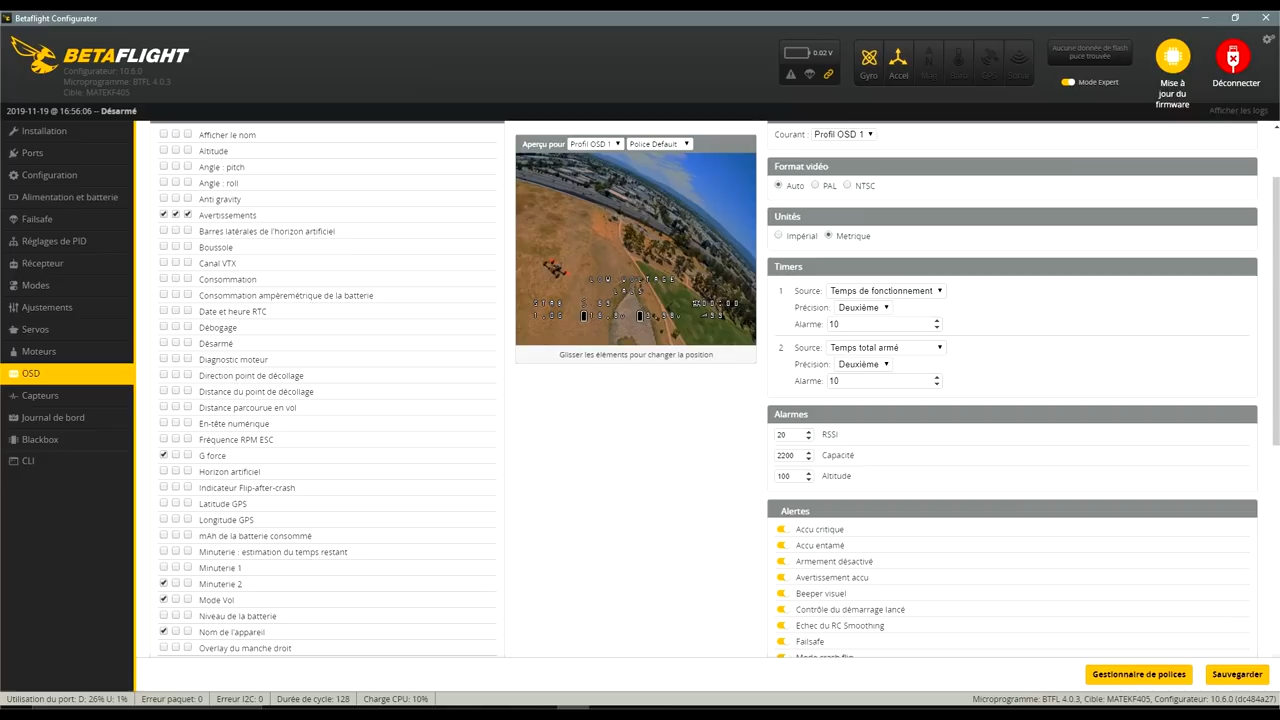 Betaflight Configurator
BETAFLIGHT
Configurateur: 10.6.0
Microprogramme: BTFL 4.0.3
Cible: MATEKF405
0.02 V
Gyro
Accel
Mag
Baro
GPS
Sonar
Aucune donnée de flash
puce trouvée
Mode Expert
Mise à
jour du
firmware
Déconnecter
2019-11-19 @ 16:56:06 -- Désarmé
Afficher les logs
Installation
Ports
Configuration
Alimentation et batterie
Failsafe
Réglages de PID
Récepteur
Modes
Ajustements
Servos
Moteurs
OSD
Capteurs
Journal de bord
Blackbox
CLI
Afficher le nom
Altitude
Angle : pitch
Angle : roll
Anti gravity
Avertissements
Barres latérales de l'horizon artificiel
Boussole
Canal VTX
Consommation
Consommation ampèremétrique de la batterie
Date et heure RTC
Débogage
Désarmé
Diagnostic moteur
Direction point de décollage
Distance du point de décollage
Distance parcourue en vol
En-tête numérique
Fréquence RPM ESC
G force
Horizon artificiel
Indicateur Flip-after-crash
Latitude GPS
Longitude GPS
mAh de la batterie consommé
Minuterie : estimation du temps restant
Minuterie 1
Minuterie 2
Mode Vol
Niveau de la batterie
Nom de l'appareil
Overlay du manche droit
Aperçu pour Profil OSD 1 Police Default
LOW VOLTAGE
Glisser les éléments pour changer la position
Courant : Profil OSD 1
Format vidéo
Auto PAL NTSC
Unités
Impérial Metrique
Timers
1 Source: Temps de fonctionnement
Précision: Deuxième
Alarme: 10
2 Source: Temps total armé
Précision: Deuxième
Alarme: 10
Alarmes
20 RSSI
2200 Capacité
100 Altitude
Alertes
Accu critique
Accu entamé
Armement désactivé
Avertissement accu
Beeper visuel
Contrôle du démarrage lancé
Echec du RC Smoothing
Failsafe
Mode crash flip
Gestionnaire de polices
Sauvegarder
Utilisation du port: D: 26% U: 1% Erreur paquet: 0 Erreur I2C: 0 Durée de cycle: 128 Charge CPU: 10% Microprogramme: BTFL 4.0.3, Cible: MATEKF405, Configurateur: 10.6.0 (dc484a27)